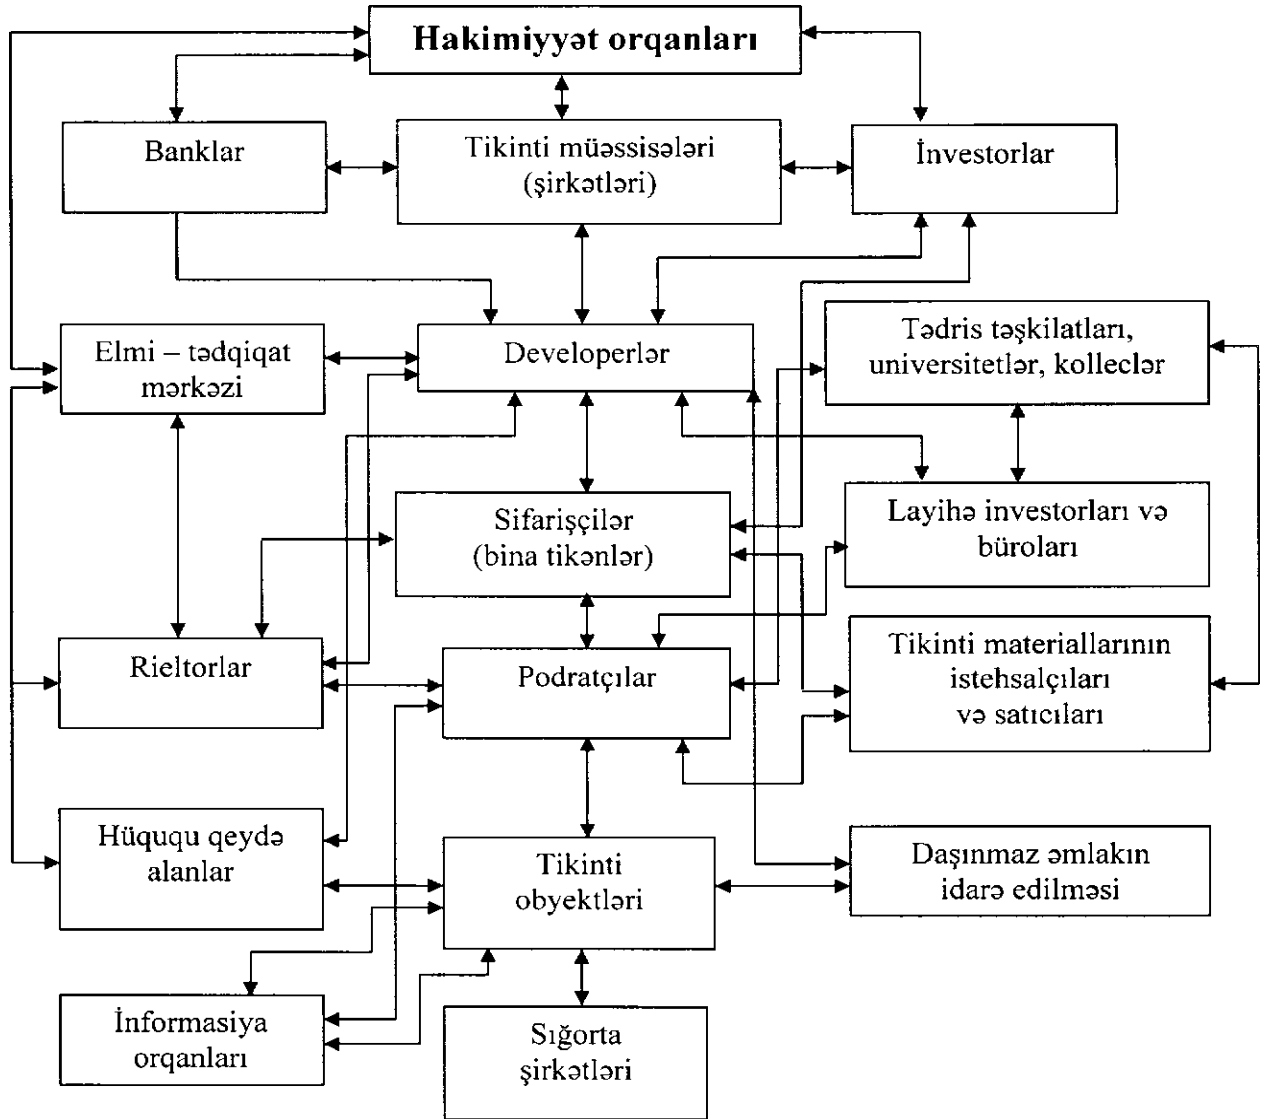 Hakimiyyət orqanları
Banklar
Tikinti müəssisələri
(şirkətləri)
İnvestorlar
Elmi – tədqiqat
mərkəzi
Developerlər
Tədris təşkilatları,
universitetlər, kolleclər
Sifarişçilər
(bina tikənlər)
Layihə investorları və
büroları
Rieltorlar
Podratçılar
Tikinti materiallarının
istehsalçıları
və satıcıları
Hüququ qeydə
alanlar
Tikinti
obyektləri
Daşınmaz əmlakın
idarə edilməsi
İnformasiya
orqanları
Sığorta
şirkətləri